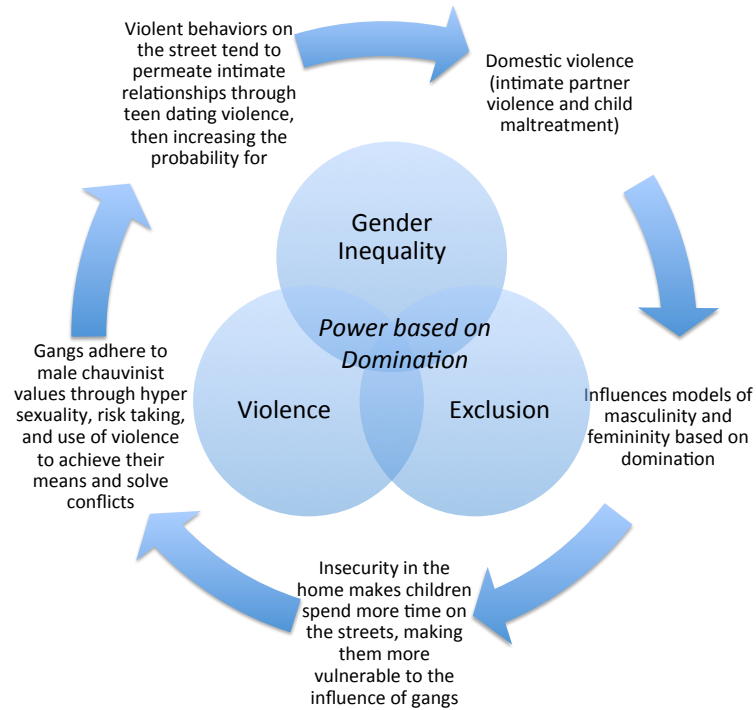 Violent behaviors on
the street tend to
permeate intimate
relationships through
teen dating violence,
then increasing the
probability for
Domestic violence
(intimate partner
violence and child
maltreatment)
Influences models of
masculinity and
femininity based on
domination
Insecurity in the
home makes children
spend more time on
the streets, making
them more
vulnerable to the
influence of gangs
Gangs adhere to
male chauvinist
values through hyper
sexuality, risk taking,
and use of violence
to achieve their
means and solve
conflicts
Gender
Inequality
Power based on
Domination
Violence
Exclusion